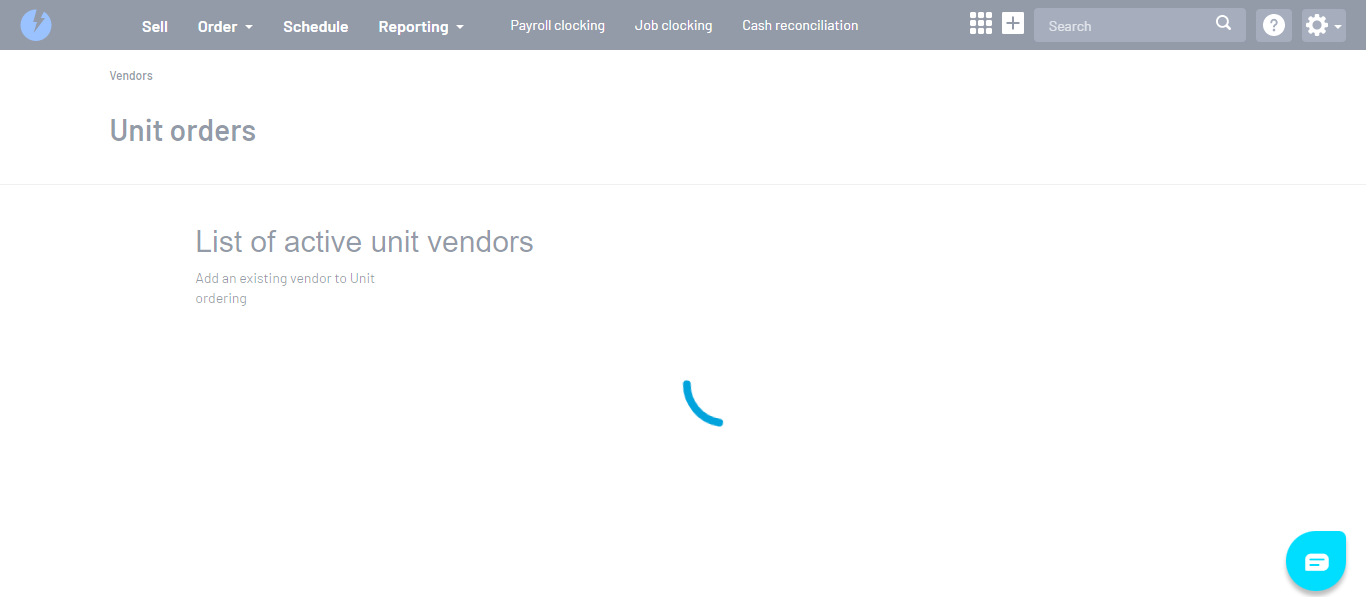 Sell Order Schedule Reporting Payroll clocking Job clocking Cash reconciliation Search ?
Vendors
Unit orders
List of active unit vendors
Add an existing vendor to Unit
ordering